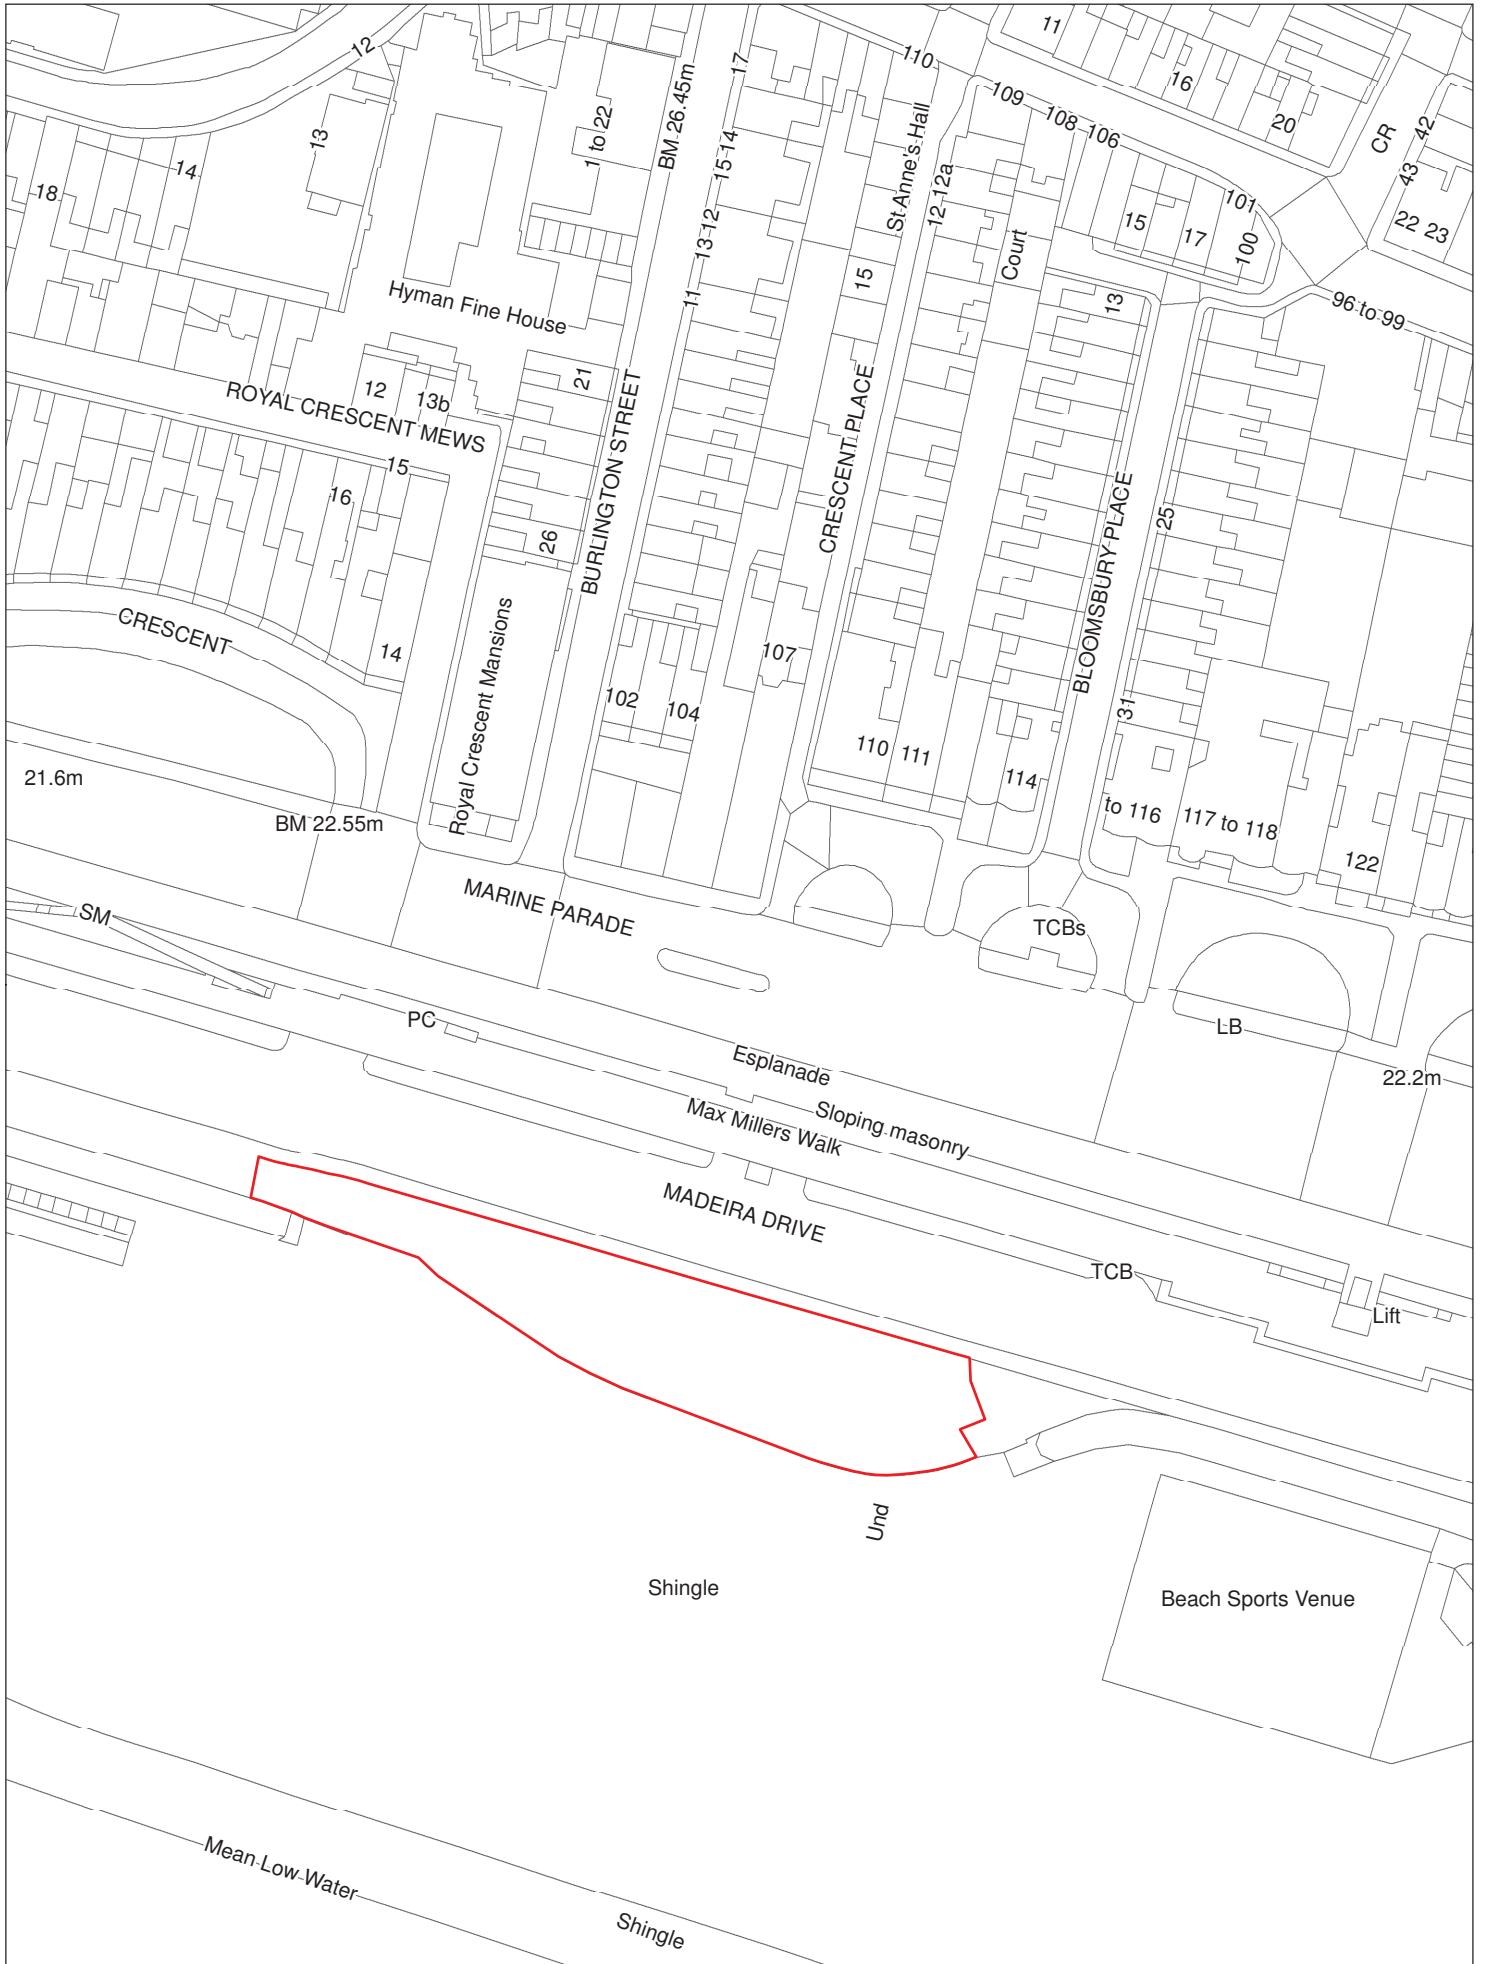 12
11
110
17
BM 26.45m
16
109
108
106
20
CR
42
43
22 23
13
1 to 22
14
18
15 14
St Anne's Hall
12 12a
101
15
17
100
13 12
Court
15
11
13
96 to 99
Hyman Fine House
12
13b
21
ROYAL CRESCENT MEWS
BURLINGTON STREET
CRESCENT PLACE
15
16
26
25
BLOOMSBURY PLACE
CRESCENT
14
Royal Crescent Mansions
107
102
104
31
110
111
114
21.6m
BM 22.55m
to 116
117 to 118
122
MARINE PARADE
SM
TCBs
PC
LB
Esplanade
22.2m
Max Millers Walk
Sloping masonry
MADEIRA DRIVE
TCB
Lift
Und
Shingle
Beach Sports Venue
Mean Low Water
Shingle